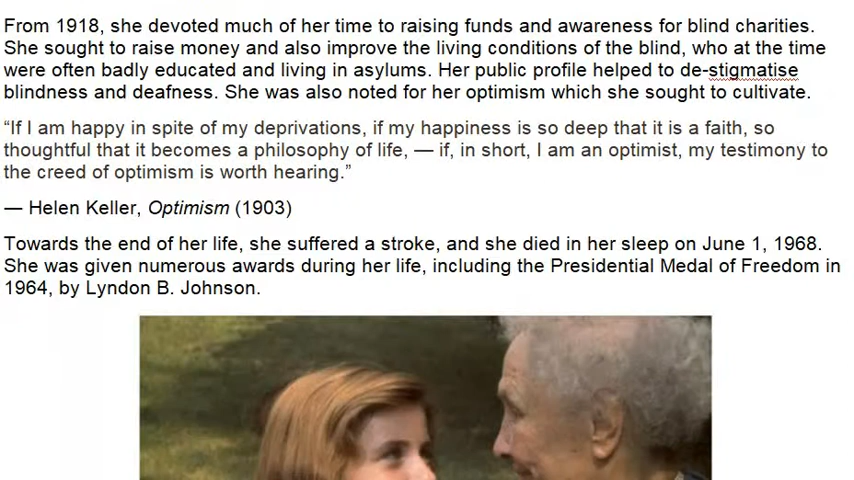 From 1918, she devoted much of her time to raising funds and awareness for blind charities.
She sought to raise money and also improve the living conditions of the blind, who at the time
were often badly educated and living in asylums. Her public profile helped to de-stigmatise
blindness and deafness. She was also noted for her optimism which she sought to cultivate.
“If I am happy in spite of my deprivations, if my happiness is so deep that it is a faith, so
thoughtful that it becomes a philosophy of life, — if, in short, I am an optimist, my testimony to
the creed of optimism is worth hearing.”
— Helen Keller, Optimism (1903)
Towards the end of her life, she suffered a stroke, and she died in her sleep on June 1, 1968.
She was given numerous awards during her life, including the Presidential Medal of Freedom in
1964, by Lyndon B. Johnson.